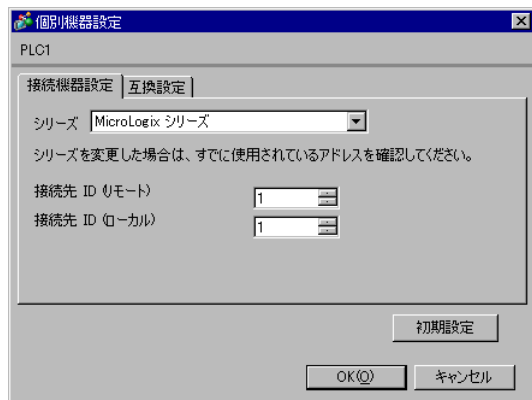 個別機器設定
PLC1
接続機器設定 互換設定
シリーズ MicroLogix シリーズ
シリーズを変更した場合は、すでに使用されているアドレスを確認してください。
接続先 ID (リモート) 1
接続先 ID (ローカル) 1
初期設定
OK(O) キャンセル